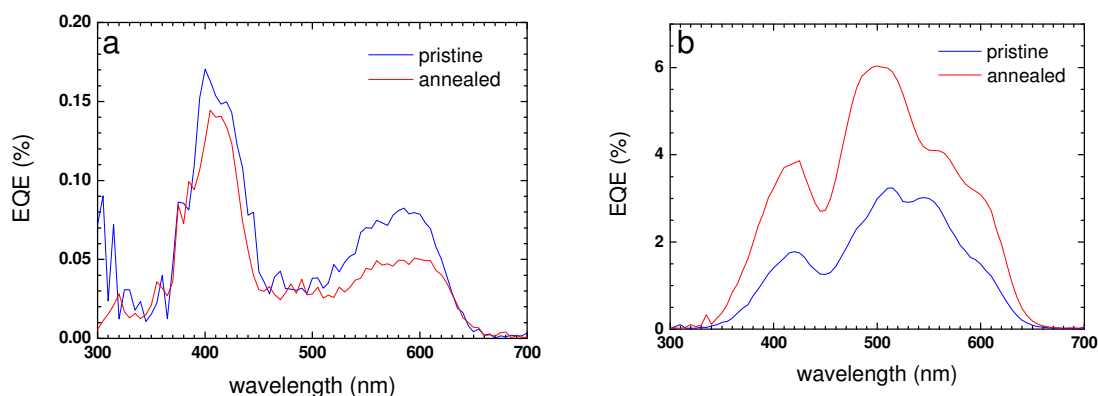 a
pristine
annealed
EQE (%)
0.20
0.15
0.10
0.05
0.00
300
400
500
600
700
wavelength (nm)
b
pristine
annealed
EQE (%)
6
4
2
0
300
400
500
600
700
wavelength (nm)